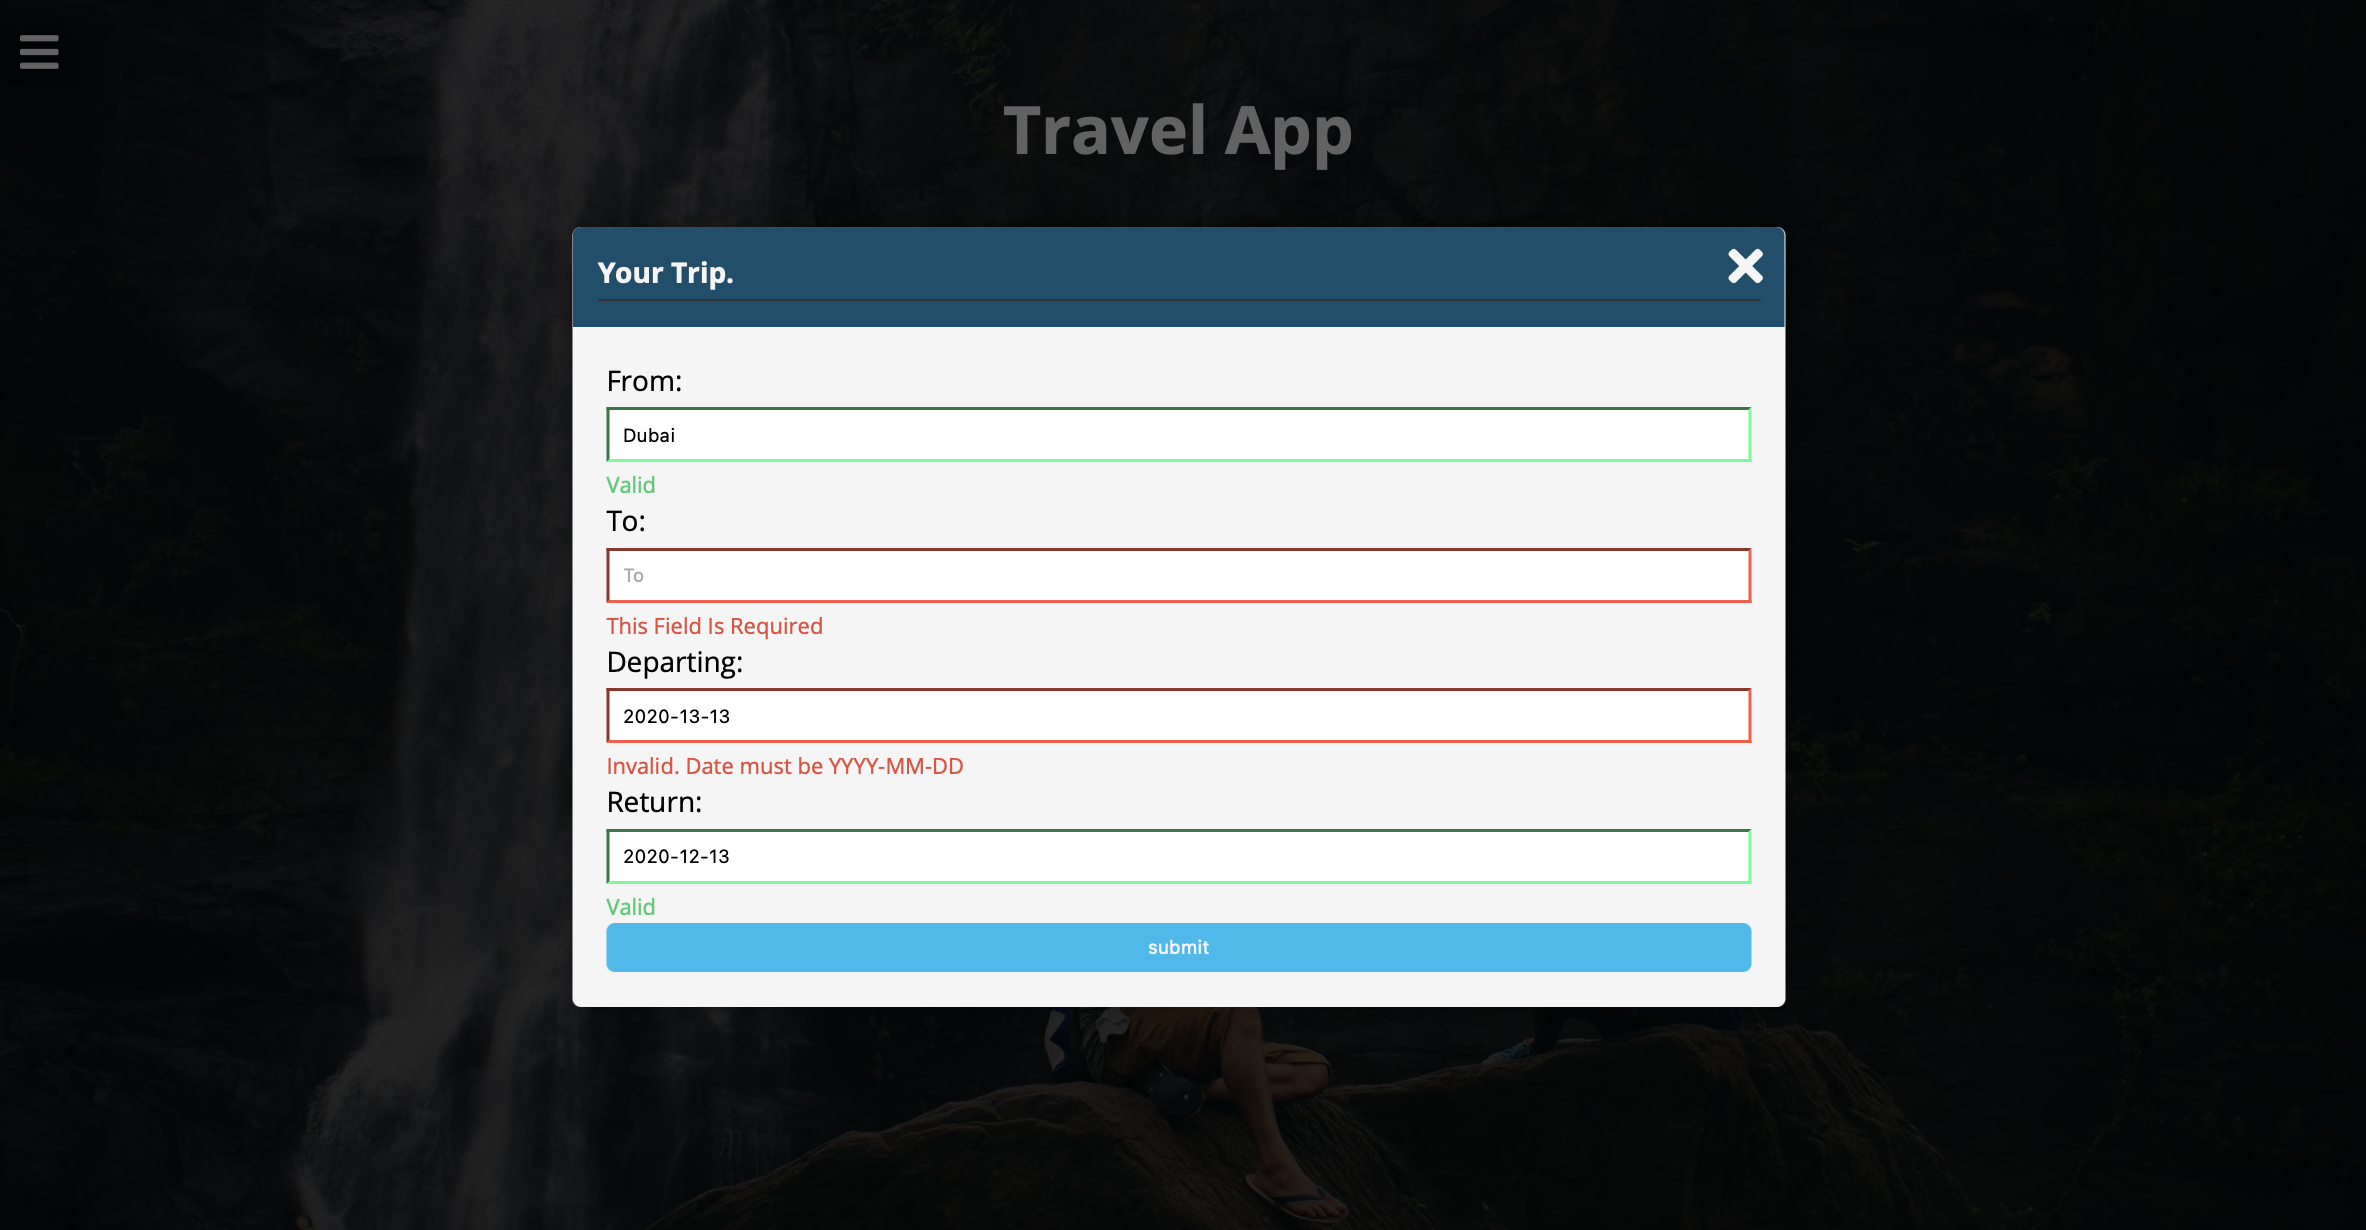 Travel App
Your Trip.
From:
Dubai
Valid
To:
To
This Field Is Required
Departing:
2020-13-13
Invalid. Date must be YYYY-MM-DD
Return:
2020-12-13
Valid
submit